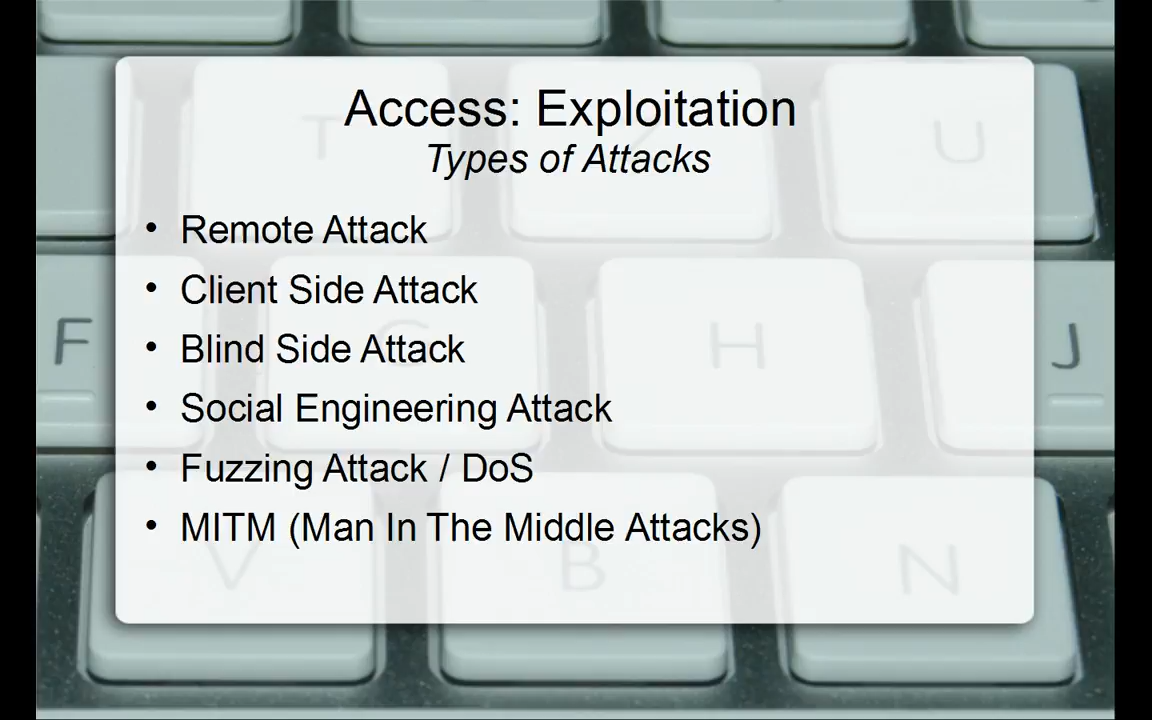 Access: Exploitation
Types of Attacks
• Remote Attack
• Client Side Attack
• Blind Side Attack
• Social Engineering Attack
• Fuzzing Attack / DoS
• MITM (Man In The Middle Attacks)
T
U
F
G
H
J
V
B
N